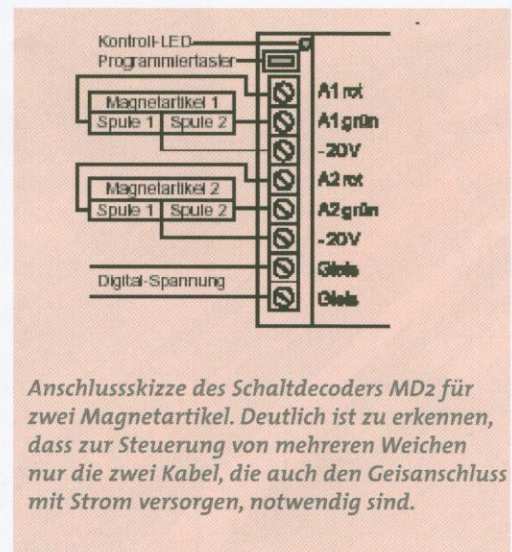 Kontroll-LED
Programmiertaster
A1 rot
Magnetartikel 1
Spule 1 Spule 2
A1 grün
-20V
A2 rot
Magnetartikel 2
Spule 1 Spule 2
A2 grün
-20V
Gleis
Digital-Spannung
Gleis
Anschlussskizze des Schaltdecoders MD2 für
zwei Magnetartikel. Deutlich ist zu erkennen,
dass zur Steuerung von mehreren Weichen
nur die zwei Kabel, die auch den Geisanschluss
mit Strom versorgen, notwendig sind.